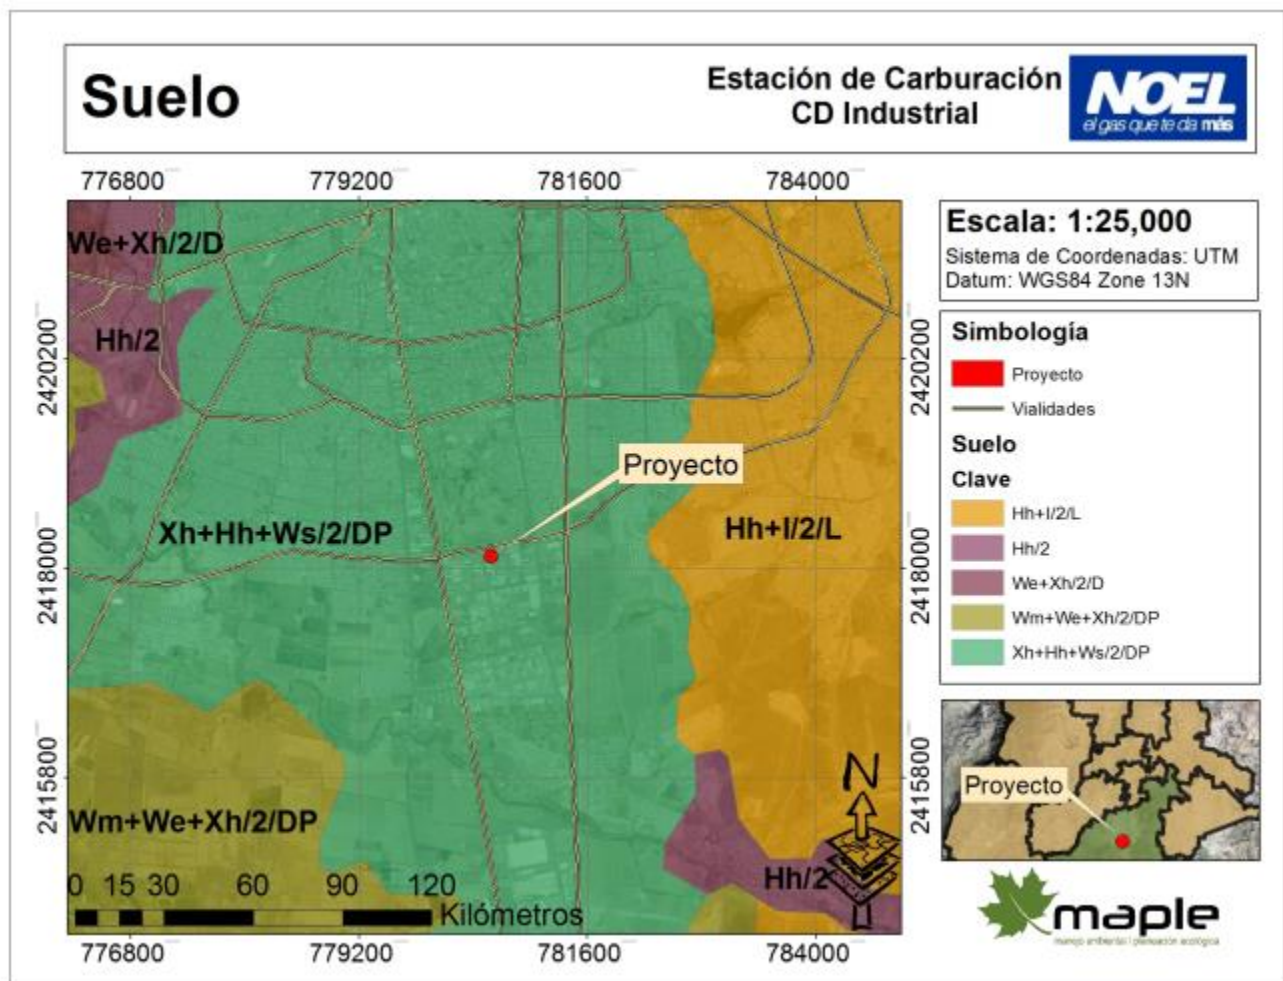 Suelo
Estación de Carburación
CD Industrial
NOEL
el gas que te da más
776800 779200 781600 784000
Escala: 1:25,000
Sistema de Coordenadas: UTM
Datum: WGS84 Zone 13N
We+Xh/2/D
Hh/2
2420200
2420200
Simbología
Proyecto
Vialidades
Suelo
Clave
Hh+I/2/L
Hh/2
We+Xh/2/D
Wm+We+Xh/2/DP
Xh+Hh+Ws/2/DP
Proyecto
Xh+Hh+Ws/2/DP
Hh+I/2/L
2418000
2418000
2415800
2415800
N
Wm+We+Xh/2/DP
Hh/2
0 15 30 60 90 120
Kilómetros
776800 779200 781600 784000
Proyecto
maple
manejo ambiental | planeación ecológica